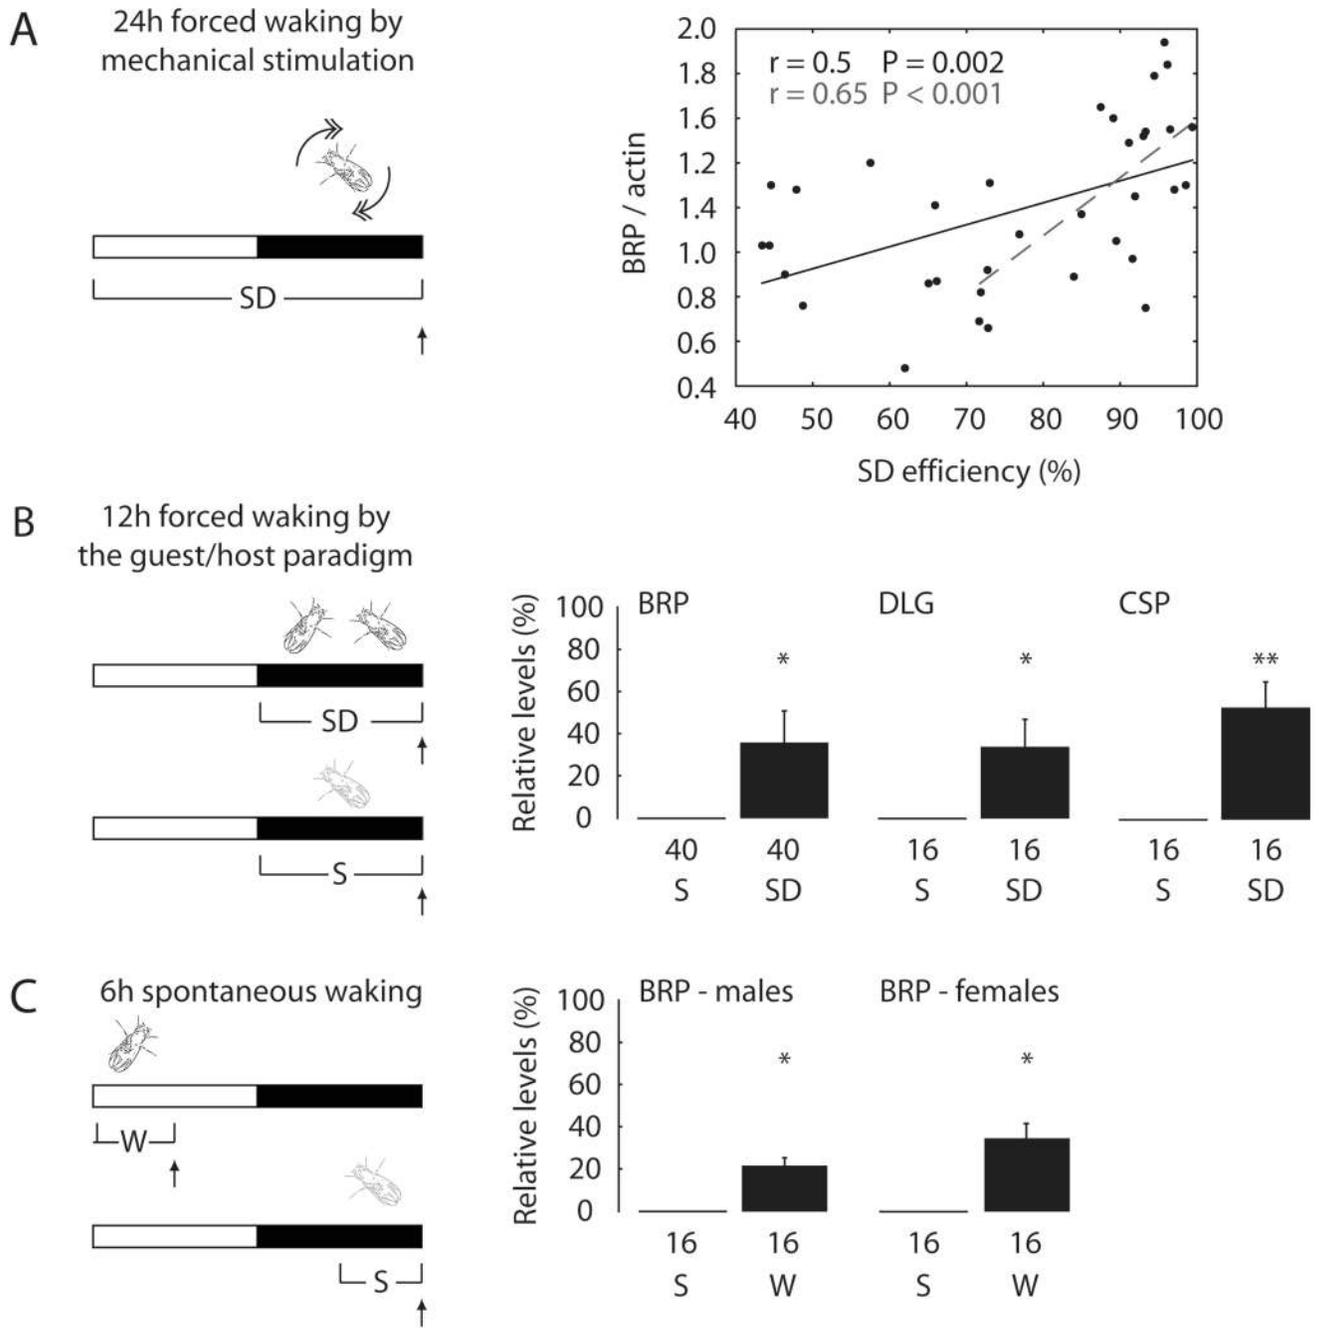 A
24h forced waking by
mechanical stimulation
SD
r = 0.5 P = 0.002
r = 0.65 P < 0.001
BRP / actin
2.0
1.8
1.6
1.2
1.4
1.0
0.8
0.6
0.4
40 50 60 70 80 90 100
SD efficiency (%)
B
12h forced waking by
the guest/host paradigm
SD
S
Relative levels (%)
100
80
60
40
20
0
BRP DLG CSP
* * **
40 40 16 16 16 16
S SD S SD S SD
C
6h spontaneous waking
W
S
Relative levels (%)
100
80
60
40
20
0
BRP - males BRP - females
* *
16 16 16 16
S W S W